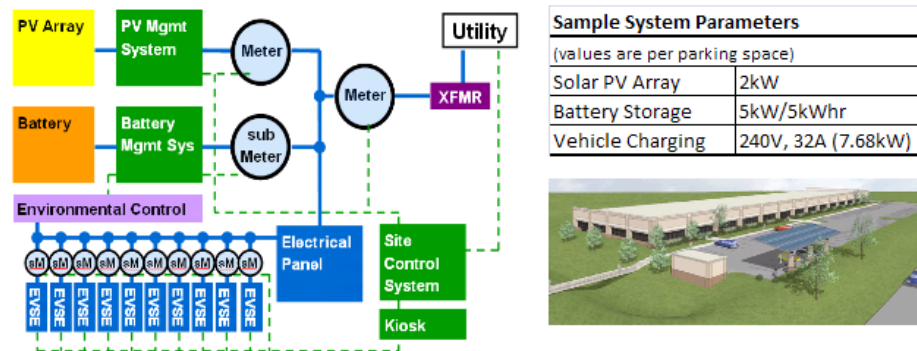 PV Array
PV Mgmt
System
Meter
Utility
Meter
XFMR
Battery
Battery
Mgmt Sys
sub
Meter
Environmental Control
Electrical
Panel
Site
Control
System
Kiosk
sM sM sM sM sM sM sM sM sM sM
EVSE EVSE EVSE EVSE EVSE EVSE EVSE EVSE EVSE
Sample System Parameters
(values are per parking space)
Solar PV Array 2kW
Battery Storage 5kW/5kWhr
Vehicle Charging 240V, 32A (7.68kW)